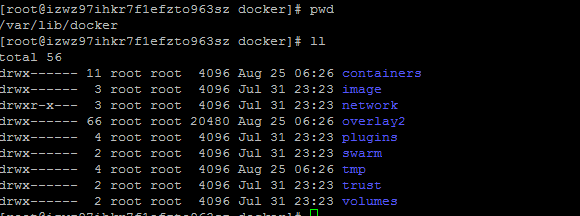 [root@izwz97ihkr7f1efzto963sz docker]# pwd
/var/lib/docker
[root@izwz97ihkr7f1efzto963sz docker]# ll
total 56
drwx------ 11 root root  4096 Aug 25 06:26 containers
drwx------  3 root root  4096 Jul 31 23:23 image
drwxr-x---  3 root root  4096 Jul 31 23:23 network
drwx------ 66 root root 20480 Aug 25 06:26 overlay2
drwx------  4 root root  4096 Jul 31 23:23 plugins
drwx------  2 root root  4096 Jul 31 23:23 swarm
drwx------  4 root root  4096 Aug 25 06:26 tmp
drwx------  2 root root  4096 Jul 31 23:23 trust
drwx------  2 root root  4096 Jul 31 23:23 volumes
[root@izwz97ihkr7f1efzto963sz docker]#